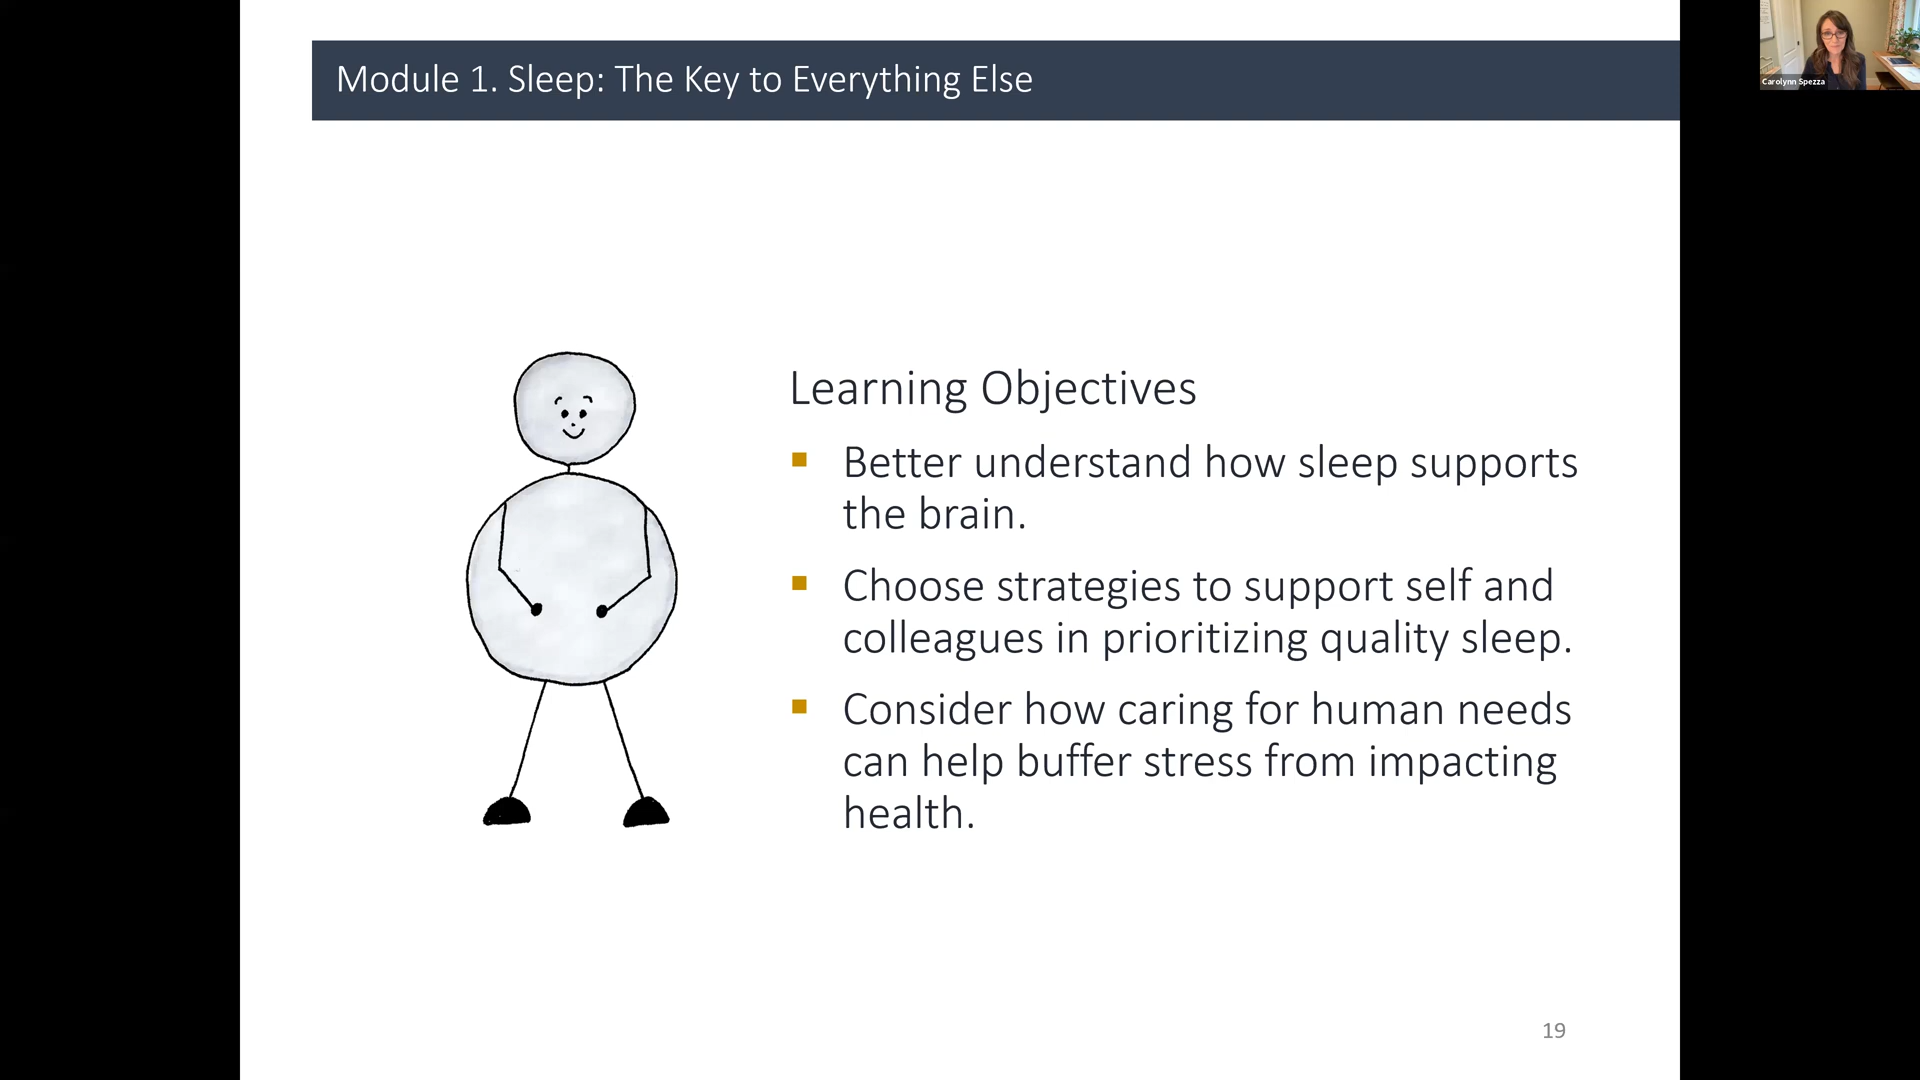 Module 1. Sleep: The Key to Everything Else
Carolynn Spezza
Learning Objectives
▪ Better understand how sleep supports
the brain.
▪ Choose strategies to support self and
colleagues in prioritizing quality sleep.
▪ Consider how caring for human needs
can help buffer stress from impacting
health.
19